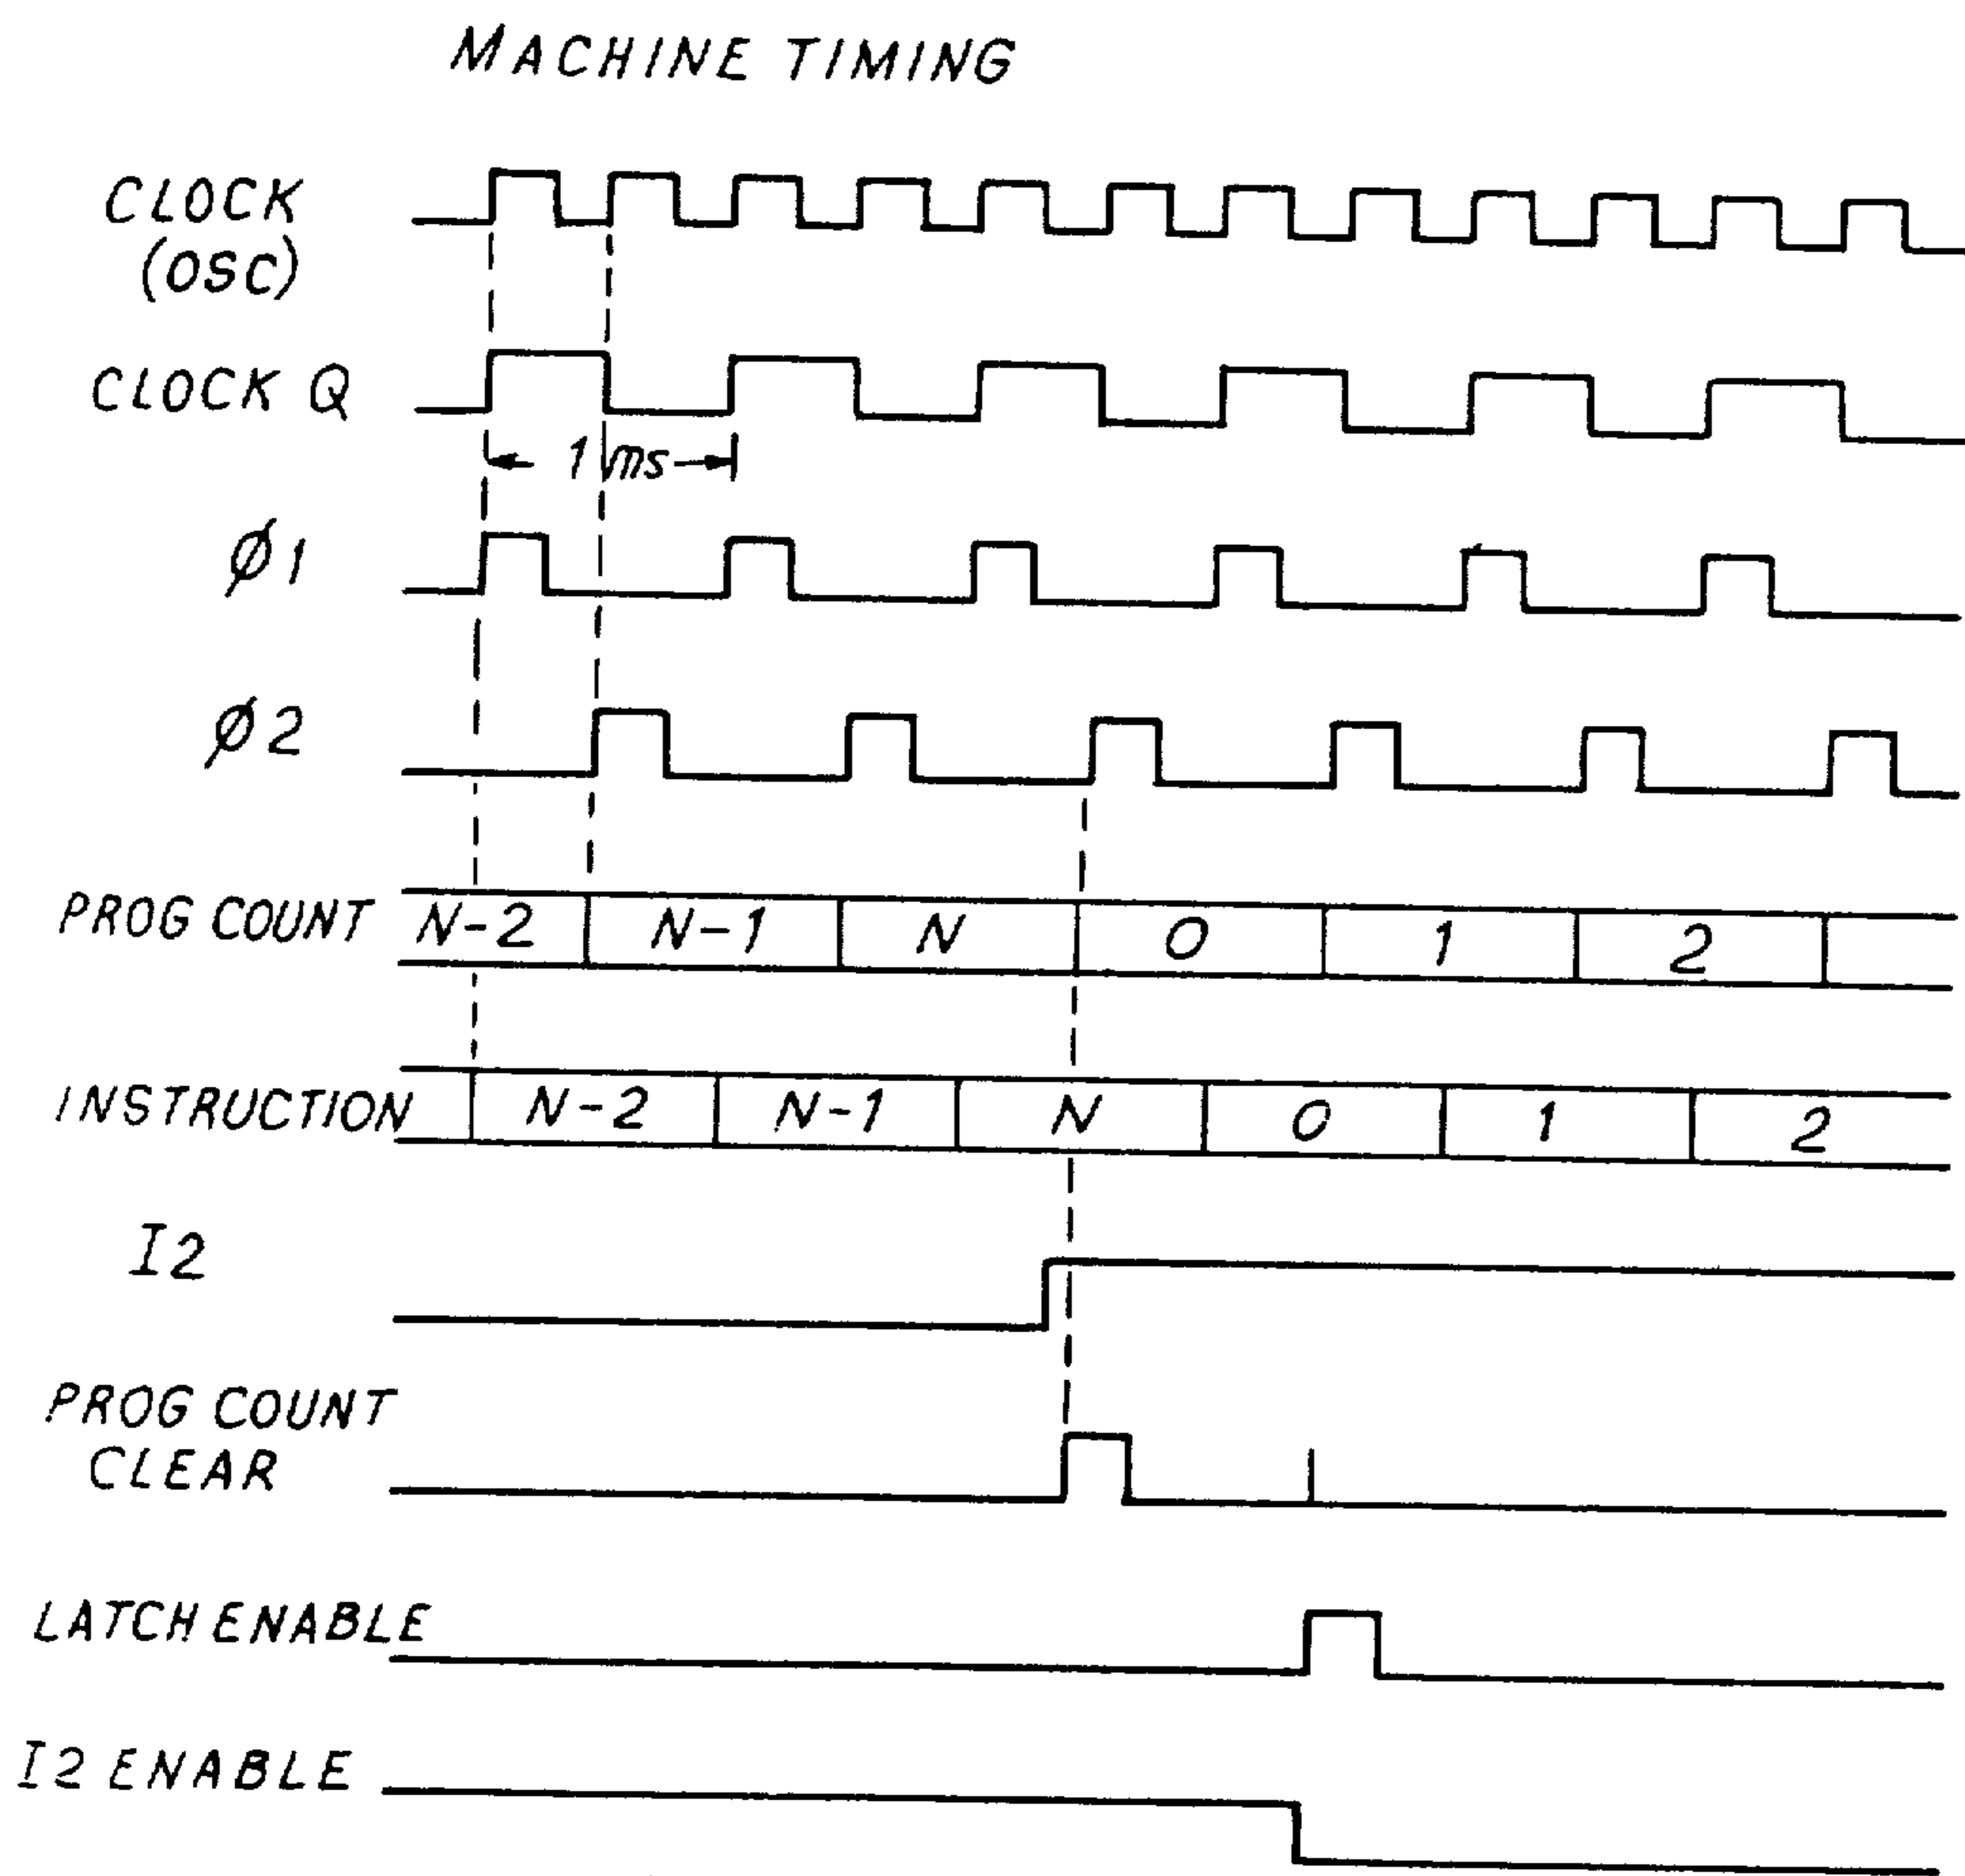 MACHINE TIMING
CLOCK
(OSC)
CLOCK Q
1 ms
Ø1
Ø2
PROG COUNT N-2 N-1 N 0 1 2
INSTRUCTION N-2 N-1 N 0 1 2
I2
PROG COUNT
CLEAR
LATCH ENABLE
I2 ENABLE